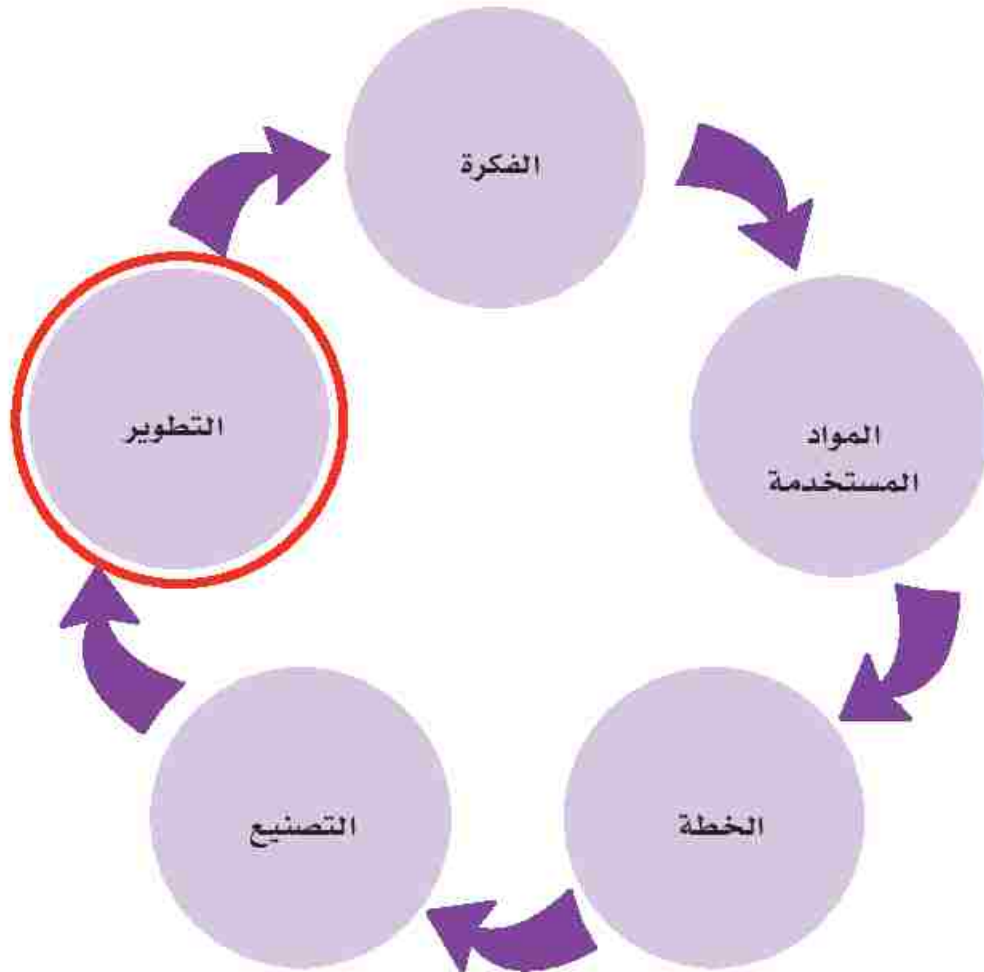 الفكرة
المواد
المستخدمة
الخطة
التصنيع
التطوير